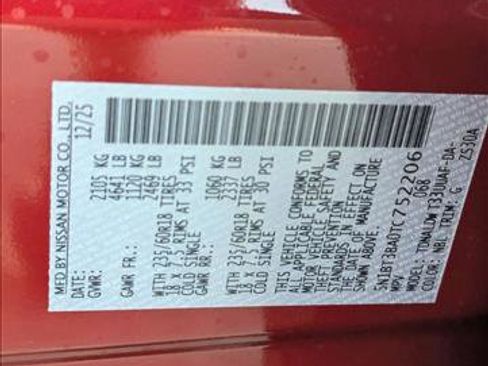 MFD BY NISSAN MOTOR CO., LTD.
DATE: 12/25
GVWR: 2105 KG
4641 LB
GAWR FR.: 1120 KG
2469 LB
WITH 235/60R18 TIRES
18 X 7.5 RIMS AT 33 PSI
COLD SINGLE
GAWR RR.: 1060 KG
2337 LB
WITH 235/60R18 TIRES
18 X 7.5 RIMS AT 30 PSI
COLD SINGLE
THIS VEHICLE CONFORMS TO
ALL APPLICABLE FEDERAL
MOTOR VEHICLE SAFETY AND
THEFT PREVENTION
STANDARDS IN EFFECT ON
THE DATE OF MANUFACTURE
SHOWN ABOVE.
5N1BT3BA0TC752206
MPV 068
MODEL:
COLOR: NBL TRIM: G ZS30A